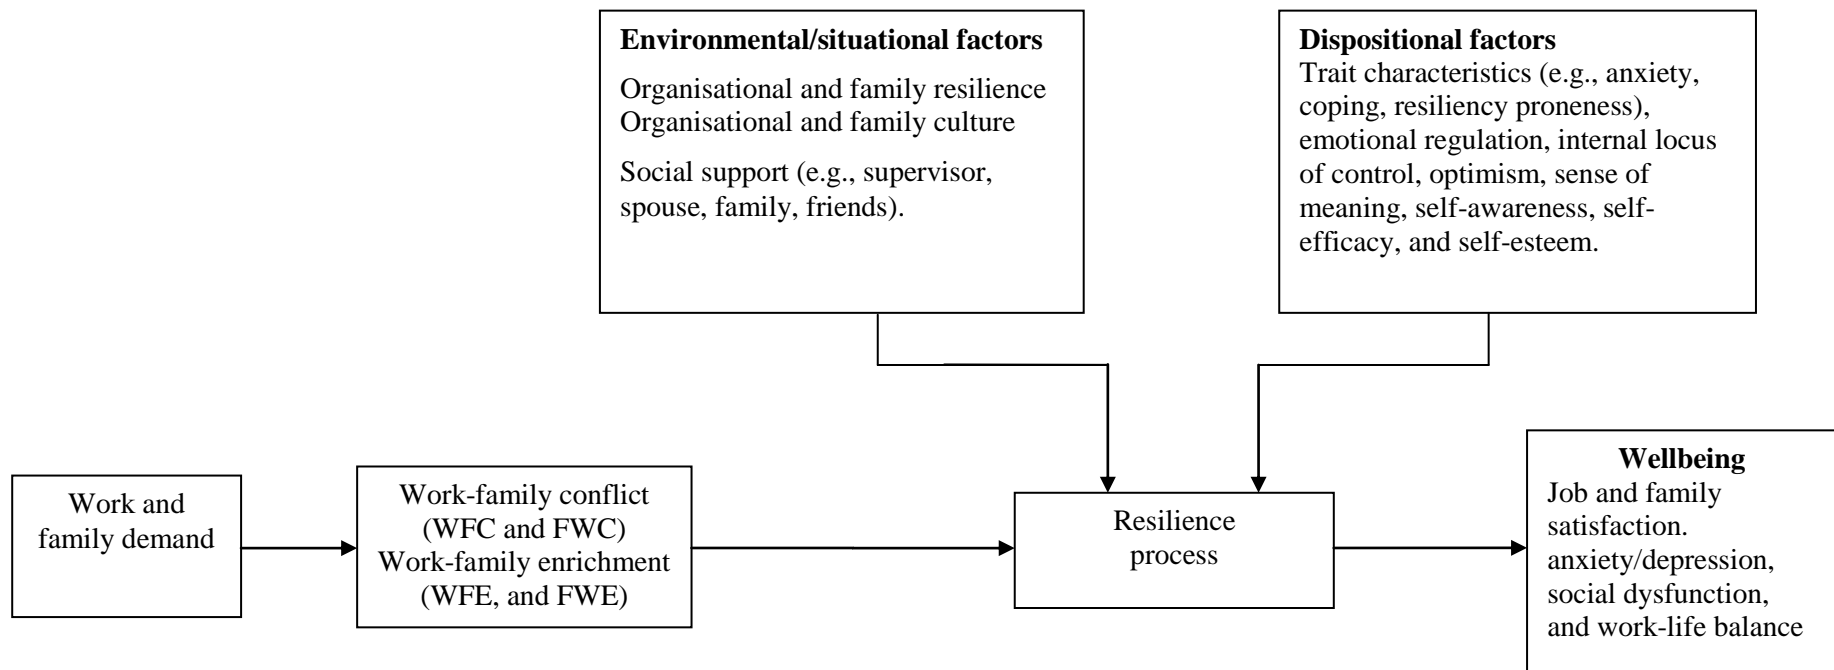 Environmental/situational factors
Organisational and family resilience
Organisational and family culture
Social support (e.g., supervisor,
spouse, family, friends).
Dispositional factors
Trait characteristics (e.g., anxiety,
coping, resiliency proneness),
emotional regulation, internal locus
of control, optimism, sense of
meaning, self-awareness, self-
efficacy, and self-esteem.
Work and
family demand
Work-family conflict
(WFC and FWC)
Work-family enrichment
(WFE, and FWE)
Resilience
process
Wellbeing
Job and family
satisfaction.
anxiety/depression,
social dysfunction,
and work-life balance